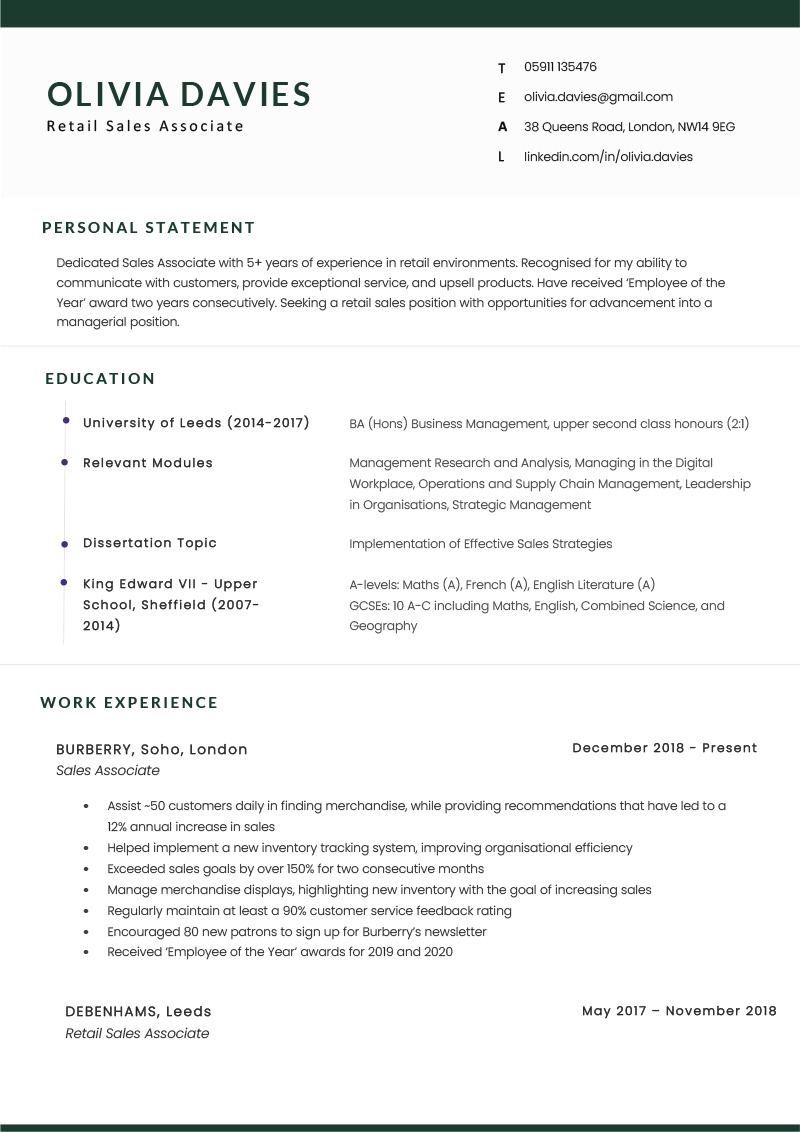 OLIVIA DAVIES
Retail Sales Associate
T 05911 135476
E olivia.davies@gmail.com
A 38 Queens Road, London, NW14 9EG
L linkedin.com/in/olivia.davies
PERSONAL STATEMENT
Dedicated Sales Associate with 5+ years of experience in retail environments. Recognised for my ability to
communicate with customers, provide exceptional service, and upsell products. Have received ‘Employee of the
Year’ award two years consecutively. Seeking a retail sales position with opportunities for advancement into a
managerial position.
EDUCATION
University of Leeds (2014-2017)
BA (Hons) Business Management, upper second class honours (2:1)
Relevant Modules
Management Research and Analysis, Managing in the Digital
Workplace, Operations and Supply Chain Management, Leadership
in Organisations, Strategic Management
Dissertation Topic
Implementation of Effective Sales Strategies
King Edward VII - Upper
School, Sheffield (2007-
2014)
A-levels: Maths (A), French (A), English Literature (A)
GCSEs: 10 A-C including Maths, English, Combined Science, and
Geography
WORK EXPERIENCE
BURBERRY, Soho, London
December 2018 - Present
Sales Associate
• Assist ~50 customers daily in finding merchandise, while providing recommendations that have led to a
12% annual increase in sales
• Helped implement a new inventory tracking system, improving organisational efficiency
• Exceeded sales goals by over 150% for two consecutive months
• Manage merchandise displays, highlighting new inventory with the goal of increasing sales
• Regularly maintain at least a 90% customer service feedback rating
• Encouraged 80 new patrons to sign up for Burberry’s newsletter
• Received ‘Employee of the Year’ awards for 2019 and 2020
DEBENHAMS, Leeds
May 2017 – November 2018
Retail Sales Associate